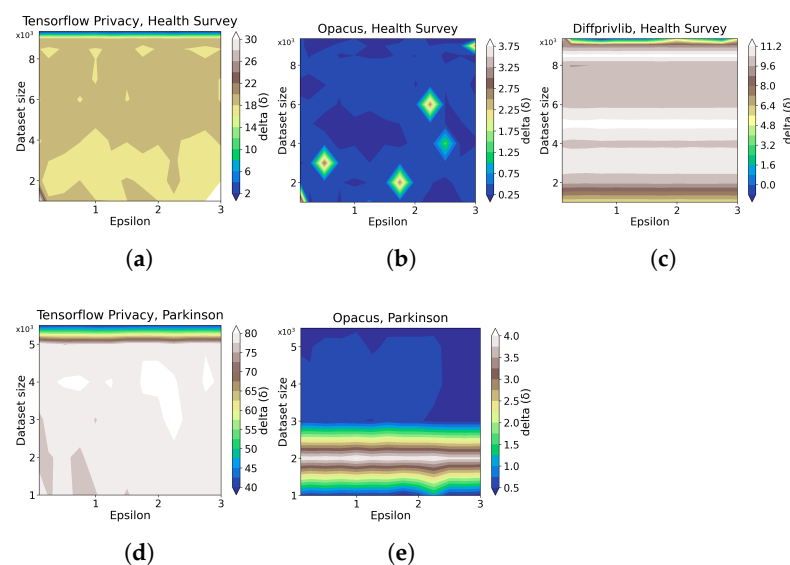 Tensorflow Privacy, Health Survey
x10³
8
6
4
2
Dataset size
1
2
3
Epsilon
30
26
22
18
14
10
6
2
delta (δ)
(a)
Opacus, Health Survey
x10³
8
6
4
2
Dataset size
1
2
3
Epsilon
3.75
3.25
2.75
2.25
1.75
1.25
0.75
0.25
delta (δ)
(b)
Diffprivlib, Health Survey
x10³
8
6
4
2
Dataset size
1
2
3
Epsilon
11.2
9.6
8.0
6.4
4.8
3.2
1.6
0.0
delta (δ)
(c)
Tensorflow Privacy, Parkinson
x10³
5
4
3
2
1
Dataset size
1
2
3
Epsilon
80
75
70
65
60
55
50
45
40
delta (δ)
(d)
Opacus, Parkinson
x10³
5
4
3
2
1
Dataset size
1
2
3
Epsilon
4.0
3.5
3.0
2.5
2.0
1.5
1.0
0.5
delta (δ)
(e)